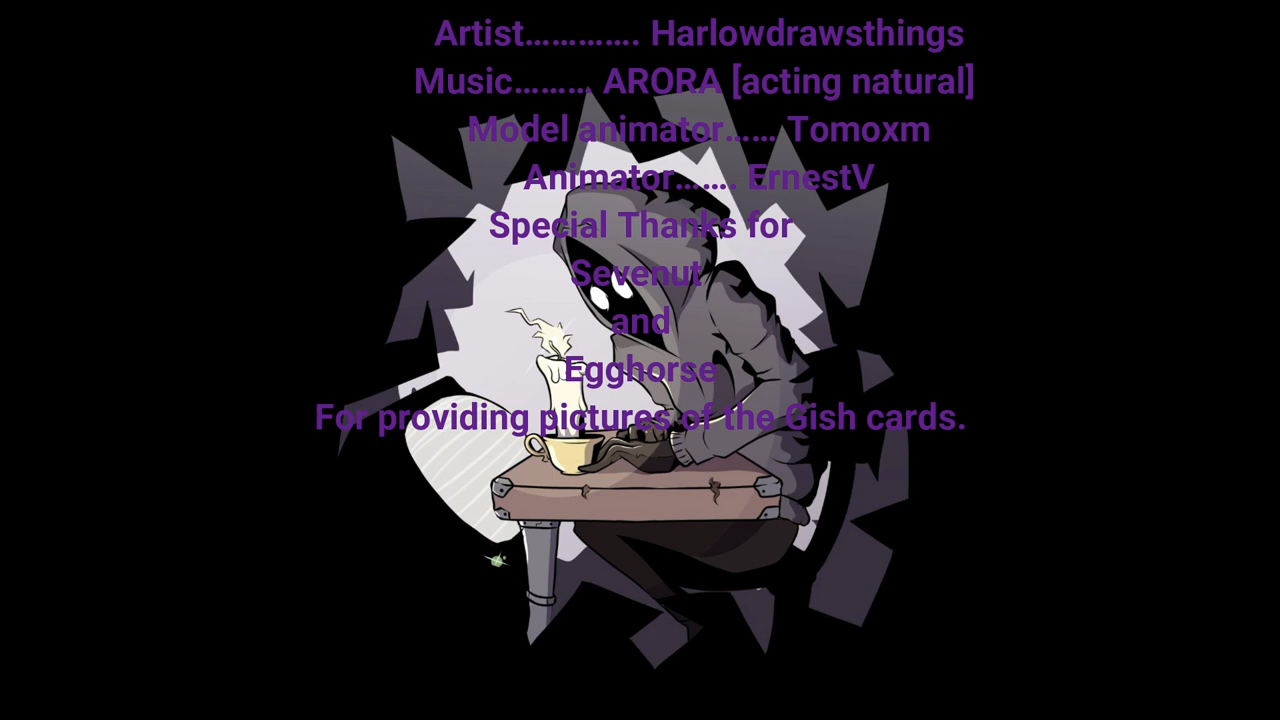 Artist…………. Harlowdrawsthings
Music……… ARORA [acting natural]
Model animator…… Tomoxm
Animator……. ErnestV
Special Thanks for
Sevenut
and
Egghorse
For providing pictures of the Gish cards.